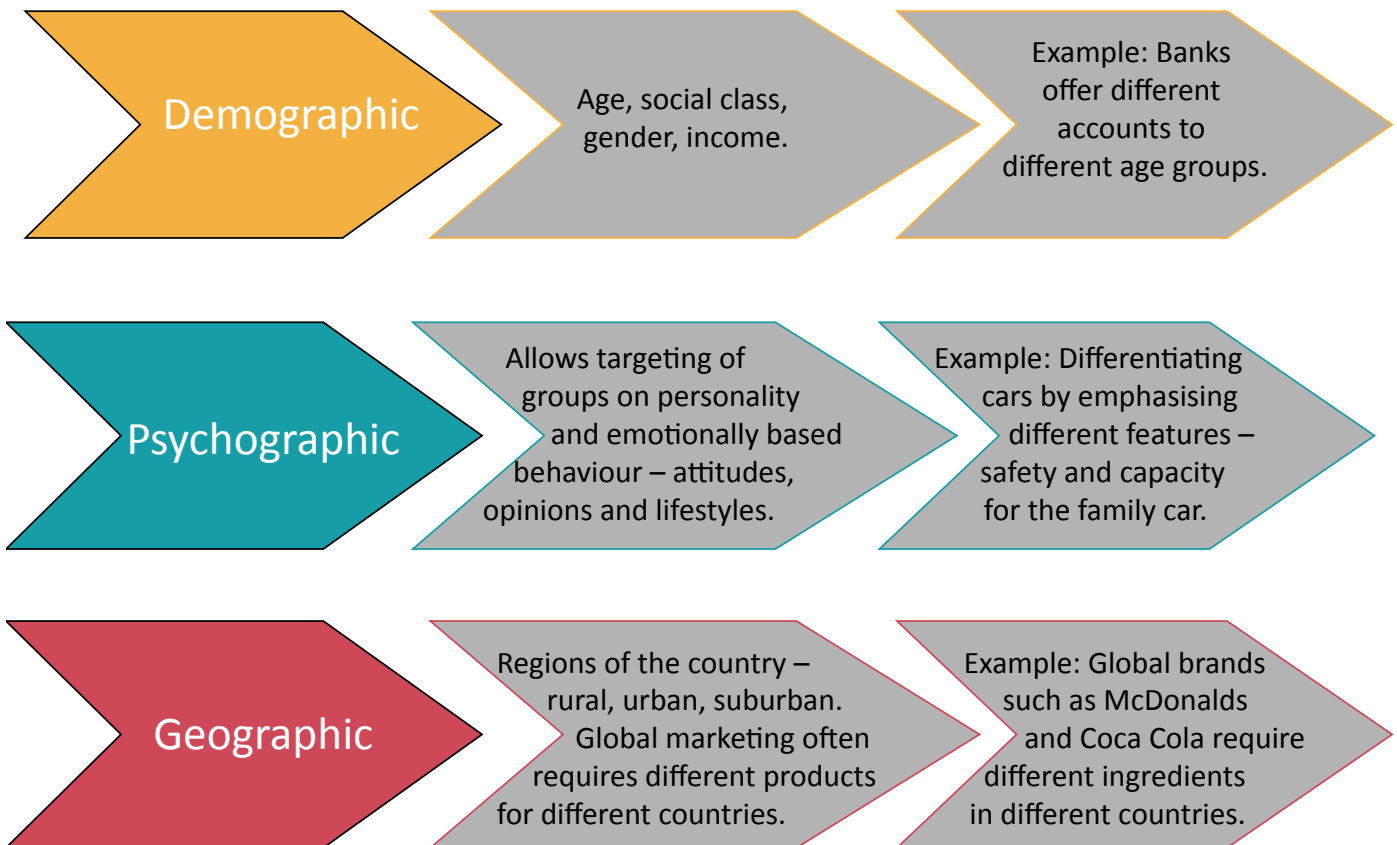 Demographic
Age, social class,
gender, income.
Example: Banks
offer different
accounts to
different age groups.
Psychographic
Allows targeting of
groups on personality
and emotionally based
behaviour – attitudes,
opinions and lifestyles.
Example: Differentiating
cars by emphasising
different features –
safety and capacity
for the family car.
Geographic
Regions of the country –
rural, urban, suburban.
Global marketing often
requires different products
for different countries.
Example: Global brands
such as McDonalds
and Coca Cola require
different ingredients
in different countries.